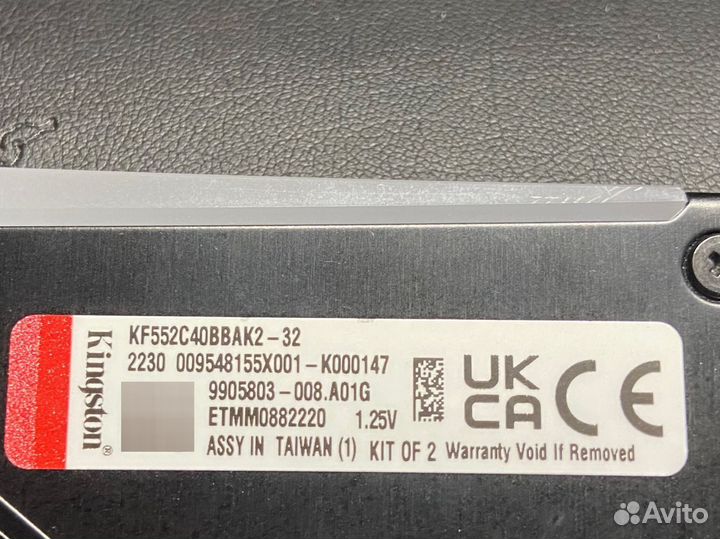 Kingston®
KF552C40BBAK2-32
2230 009548155X001-K000147
9905803-008.A01G
ETMM0882220 1.25V
ASSY IN TAIWAN (1) KIT OF 2 Warranty Void If Removed
UK
CA CE
Avito